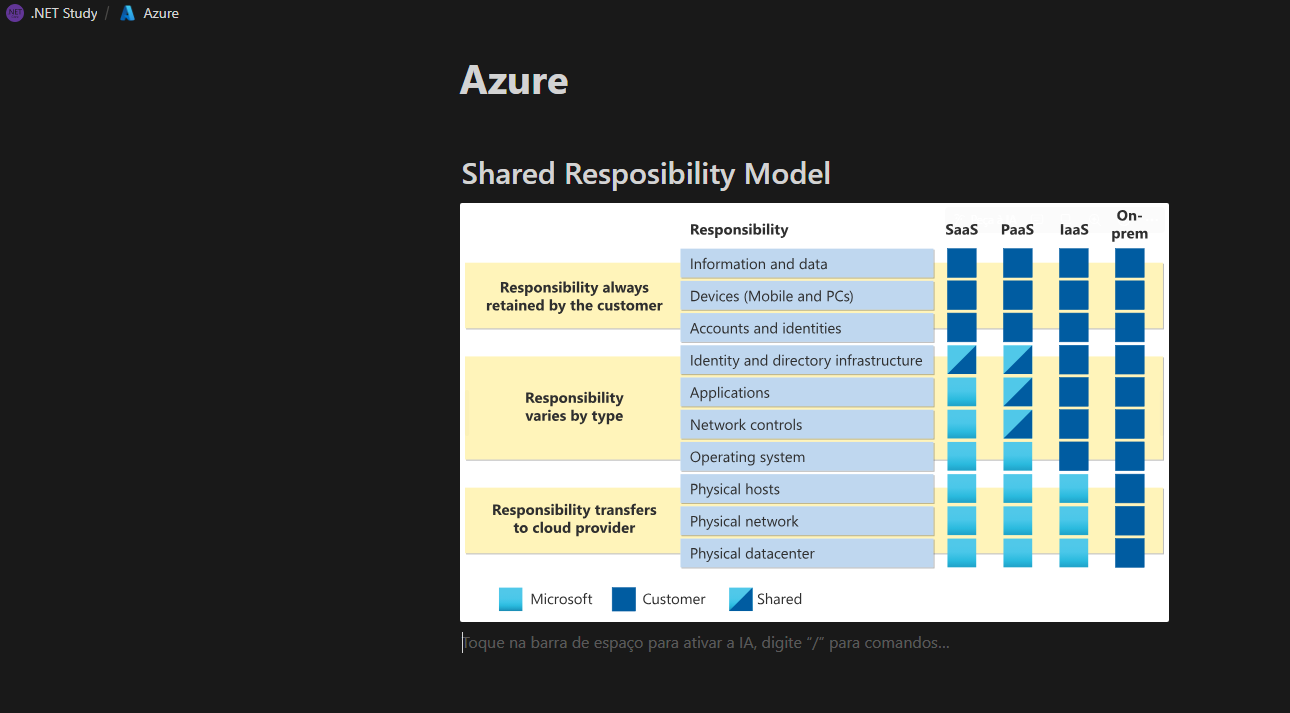 .NET Study / Azure
Azure
Shared Resposibility Model
Responsibility SaaS PaaS IaaS On-
prem
Information and data
Responsibility always
retained by the customer
Devices (Mobile and PCs)
Accounts and identities
Identity and directory infrastructure
Responsibility
varies by type
Applications
Network controls
Operating system
Physical hosts
Responsibility transfers
to cloud provider
Physical network
Physical datacenter
Microsoft Customer Shared
Toque na barra de espaço para ativar a IA, digite “/” para comandos...